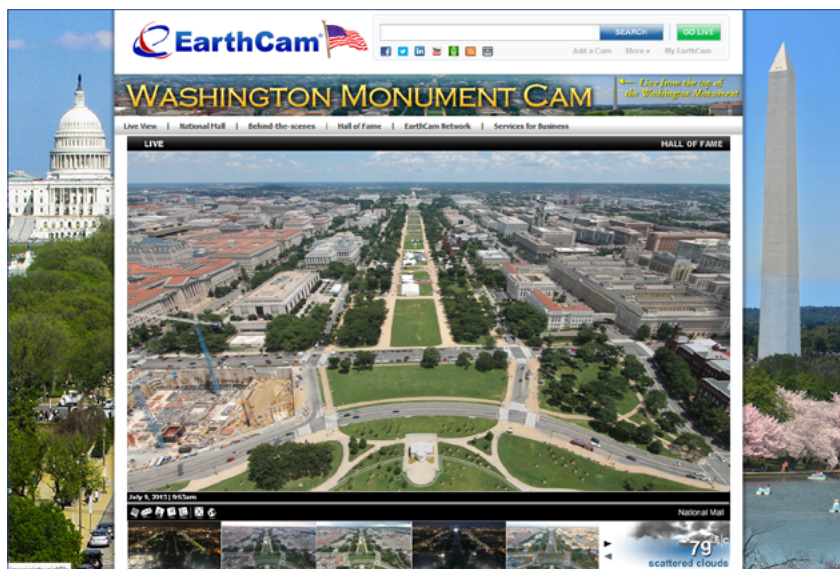 EarthCam
SEARCH
GO LIVE
Add a Cam More My EarthCam
WASHINGTON MONUMENT CAM
Live from the top of
the Washington Monument
Live View | National Mall | Behind-the-scenes | Hall of Fame | EarthCam Network | Services for Business
LIVE
HALL OF FAME
July 9, 2013 | 9:53am
National Mall
79°F|C
scattered clouds